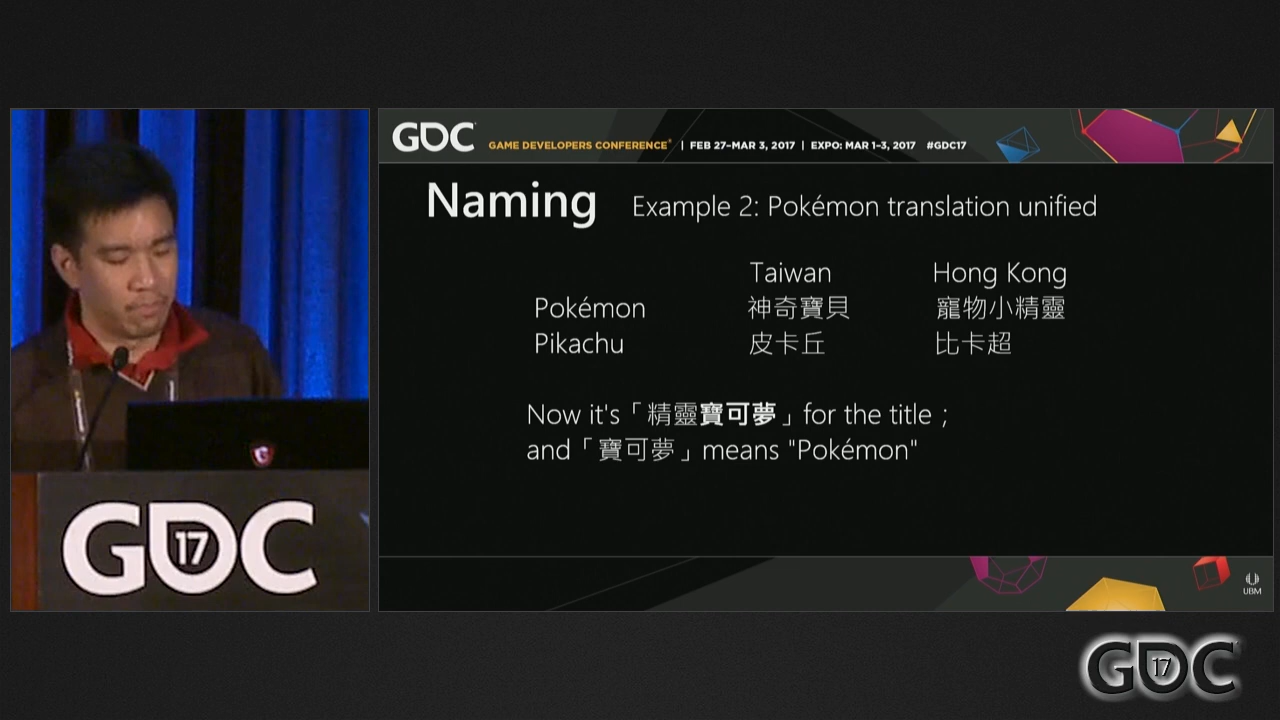 GDC GAME DEVELOPERS CONFERENCE® | FEB 27–MAR 3, 2017 | EXPO: MAR 1–3, 2017 #GDC17
Naming Example 2: Pokémon translation unified
Taiwan Hong Kong
Pokémon 神奇寶貝 寵物小精靈
Pikachu 皮卡丘 比卡超
Now it's「精靈寶可夢」for the title；
and「寶可夢」means "Pokémon"
GDC 17
UBM
GDC 17